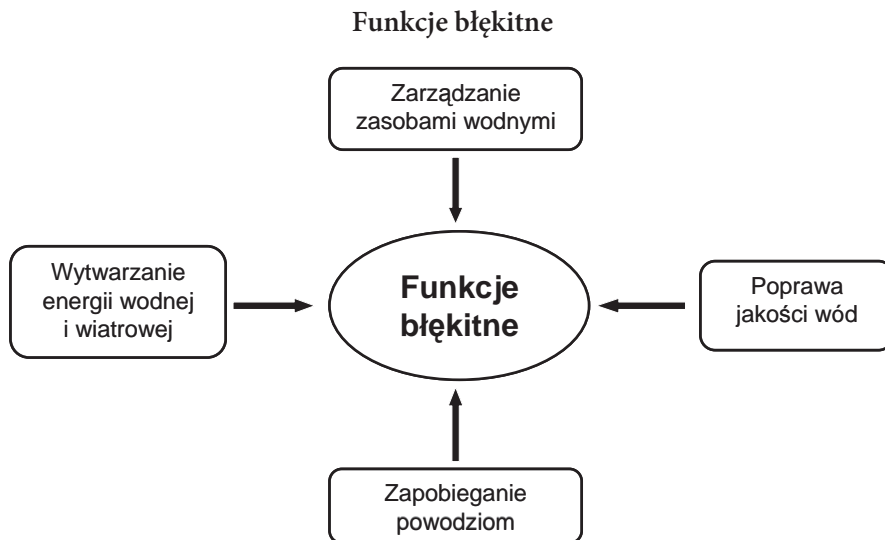 Funkcje błękitne
Zarządzanie
zasobami wodnymi
Wytwarzanie
energii wodnej
i wiatrowej
Funkcje
błękitne
Poprawa
jakości wód
Zapobieganie
powodziom